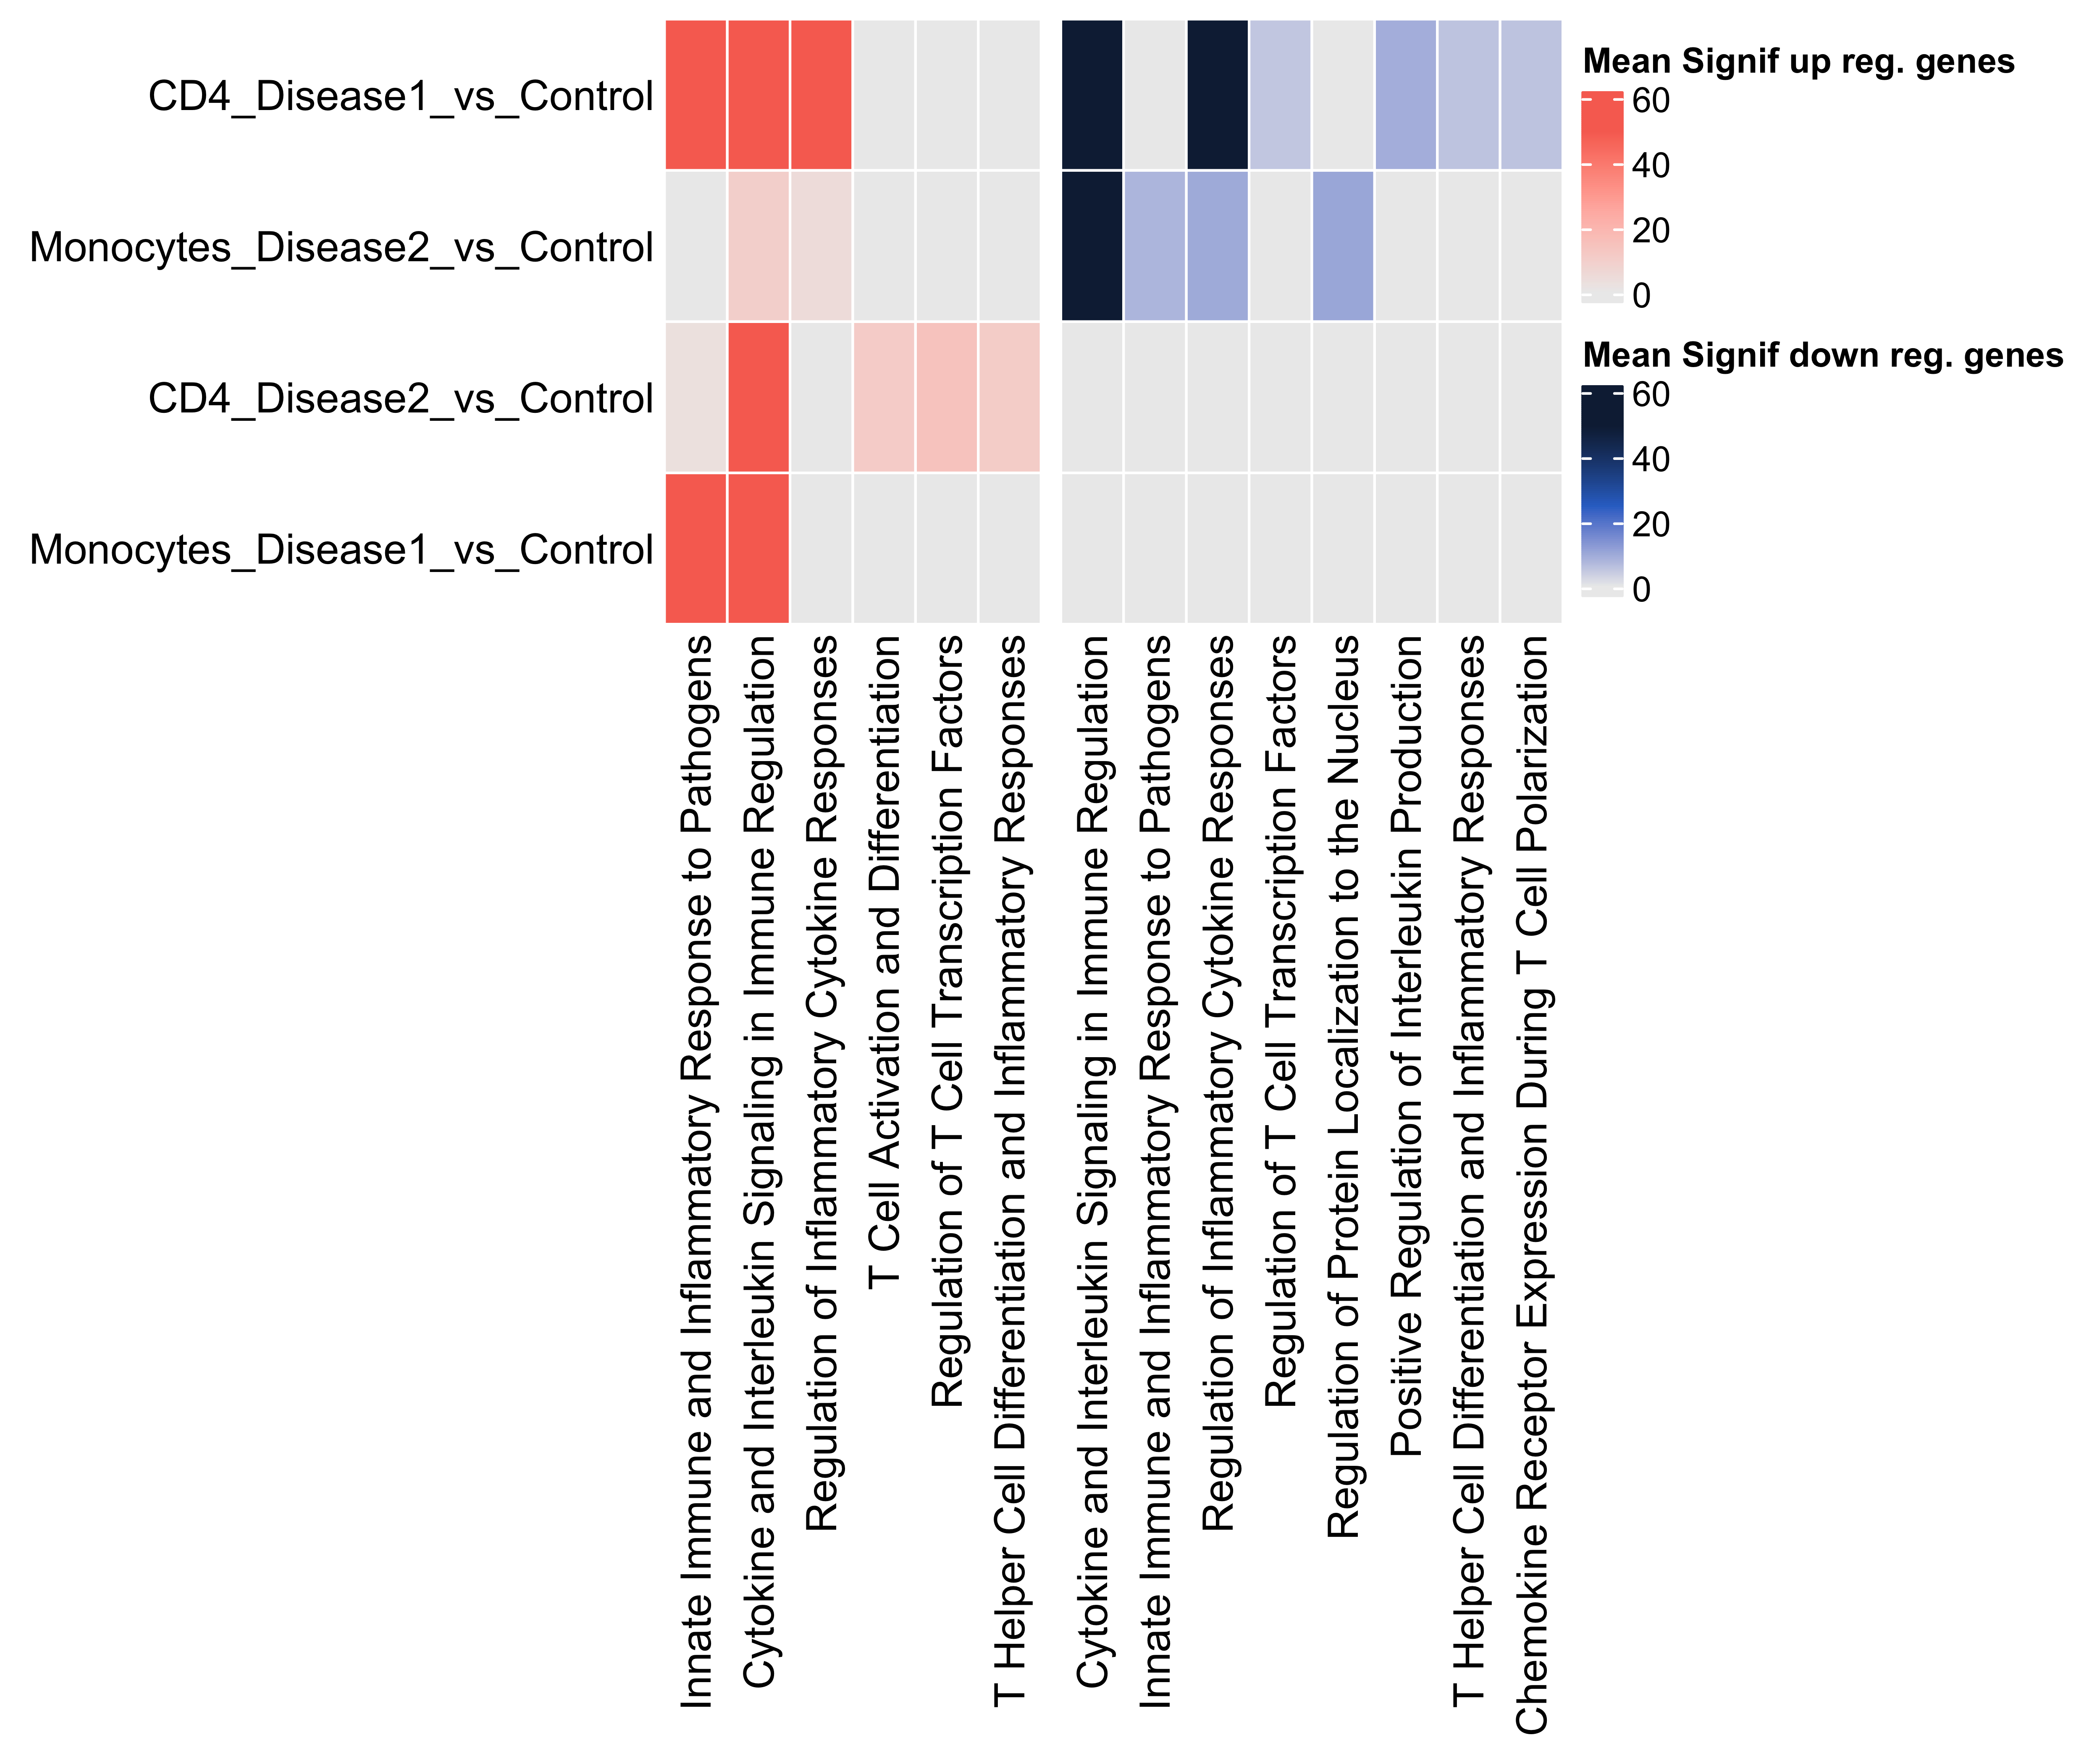 CD4_Disease1_vs_Control
Monocytes_Disease2_vs_Control
CD4_Disease2_vs_Control
Monocytes_Disease1_vs_Control
Mean Signif up reg. genes
60
40
20
0
Mean Signif down reg. genes
60
40
20
0
Innate Immune and Inflammatory Response to Pathogens
Cytokine and Interleukin Signaling in Immune Regulation
Regulation of Inflammatory Cytokine Responses
T Cell Activation and Differentiation
Regulation of T Cell Transcription Factors
T Helper Cell Differentiation and Inflammatory Responses
Cytokine and Interleukin Signaling in Immune Regulation
Innate Immune and Inflammatory Response to Pathogens
Regulation of Inflammatory Cytokine Responses
Regulation of T Cell Transcription Factors
Regulation of Protein Localization to the Nucleus
Positive Regulation of Interleukin Production
T Helper Cell Differentiation and Inflammatory Responses
Chemokine Receptor Expression During T Cell Polarization